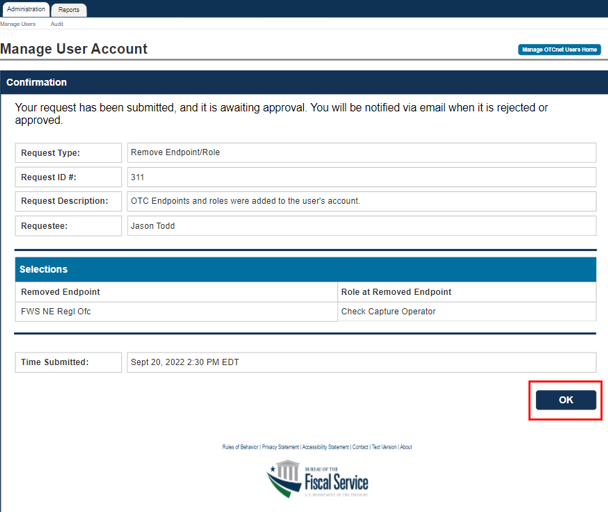 Administration Reports
Manage Users Audit
Manage User Account
Manage OTCnet Users Home
Confirmation
Your request has been submitted, and it is awaiting approval. You will be notified via email when it is rejected or
approved.
Request Type: Remove Endpoint/Role
Request ID #: 311
Request Description: OTC Endpoints and roles were added to the user's account.
Requestee: Jason Todd
Selections
Removed Endpoint Role at Removed Endpoint
FWS NE Regl Ofc Check Capture Operator
Time Submitted: Sept 20, 2022 2:30 PM EDT
OK
Rules of Behavior | Privacy Statement | Accessibility Statement | Contact | Text Version | About
BUREAU OF THE
Fiscal Service
U.S. DEPARTMENT OF THE TREASURY